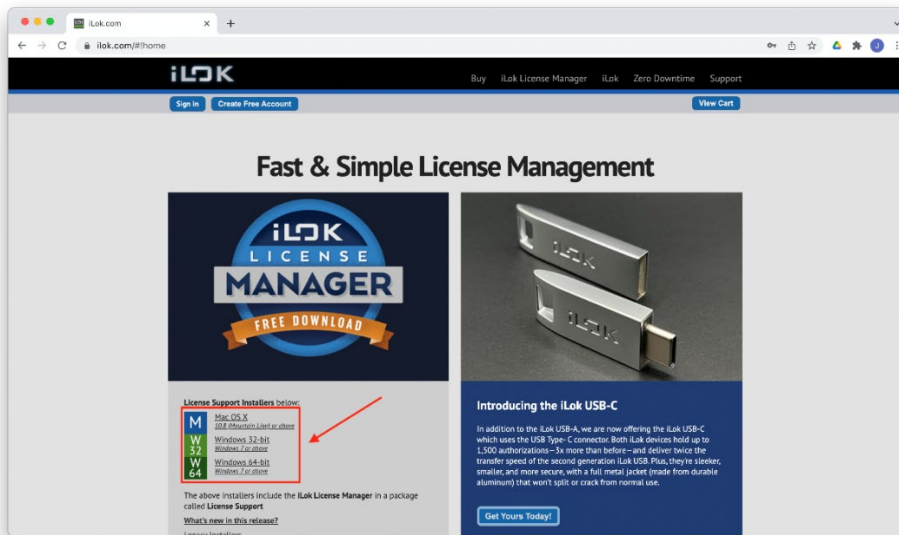 iLok.com
ilok.com/#!home
J
iLOK
Buy iLok License Manager iLok Zero Downtime Support
Sign in Create Free Account View Cart
Fast & Simple License Management
iLOK
LICENSE
MANAGER
FREE DOWNLOAD
iLOK
iLOK
License Support Installers below:
M Mac OS X
10.8 (Mountain Lion) or above
W 32 Windows 32-bit
Windows 7 or above
W 64 Windows 64-bit
Windows 7 or above
The above installers include the iLok License Manager in a package
called License Support
What's new in this release?
Legacy Installers
Introducing the iLok USB-C
In addition to the iLok USB-A, we are now offering the iLok USB-C
which uses the USB Type- C connector. Both iLok devices hold up to
1,500 authorizations—3x more than before—and deliver twice the
transfer speed of the second generation iLok USB. Plus, they're sleeker,
smaller, and more secure, with a full metal jacket (made from durable
aluminum) that won't split or crack from normal use.
Get Yours Today!